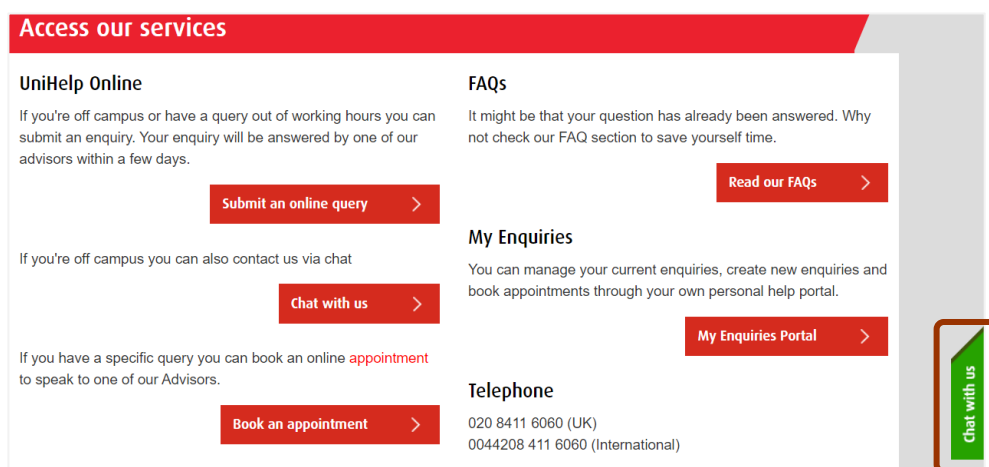 Access our services
UniHelp Online
If you're off campus or have a query out of working hours you can
submit an enquiry. Your enquiry will be answered by one of our
advisors within a few days.
Submit an online query
If you're off campus you can also contact us via chat
Chat with us
If you have a specific query you can book an online appointment
to speak to one of our Advisors.
Book an appointment
FAQs
It might be that your question has already been answered. Why
not check our FAQ section to save yourself time.
Read our FAQs
My Enquiries
You can manage your current enquiries, create new enquiries and
book appointments through your own personal help portal.
My Enquiries Portal
Telephone
020 8411 6060 (UK)
0044208 411 6060 (International)
Chat with us